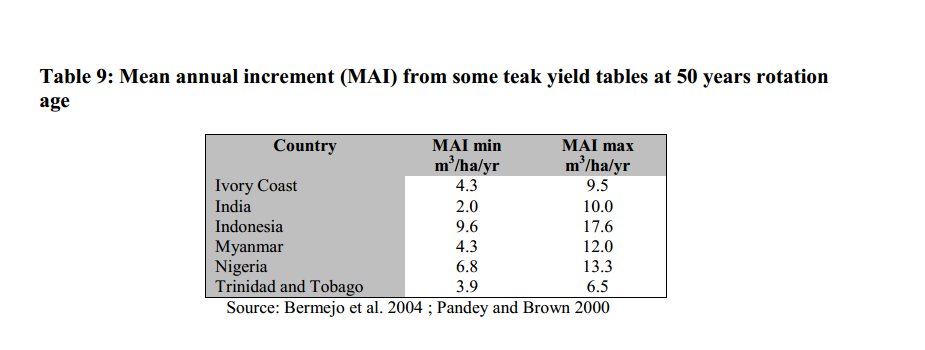 Table 9: Mean annual increment (MAI) from some teak yield tables at 50 years rotation
age
Country MAI min MAI max
m³/ha/yr m³/ha/yr
Ivory Coast 4.3 9.5
India 2.0 10.0
Indonesia 9.6 17.6
Myanmar 4.3 12.0
Nigeria 6.8 13.3
Trinidad and Tobago 3.9 6.5
Source: Bermejo et al. 2004 ; Pandey and Brown 2000